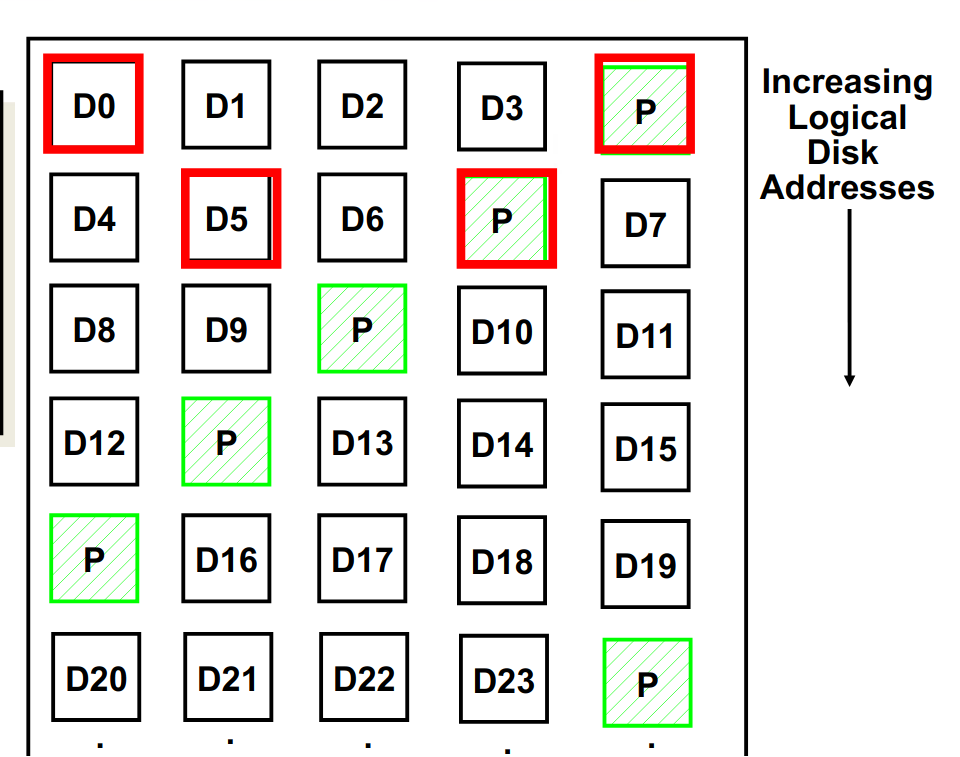 D0 D1 D2 D3 P
Increasing
Logical
Disk
Addresses
D4 D5 D6 P D7
D8 D9 P D10 D11
D12 P D13 D14 D15
P D16 D17 D18 D19
D20 D21 D22 D23 P
. . . . .